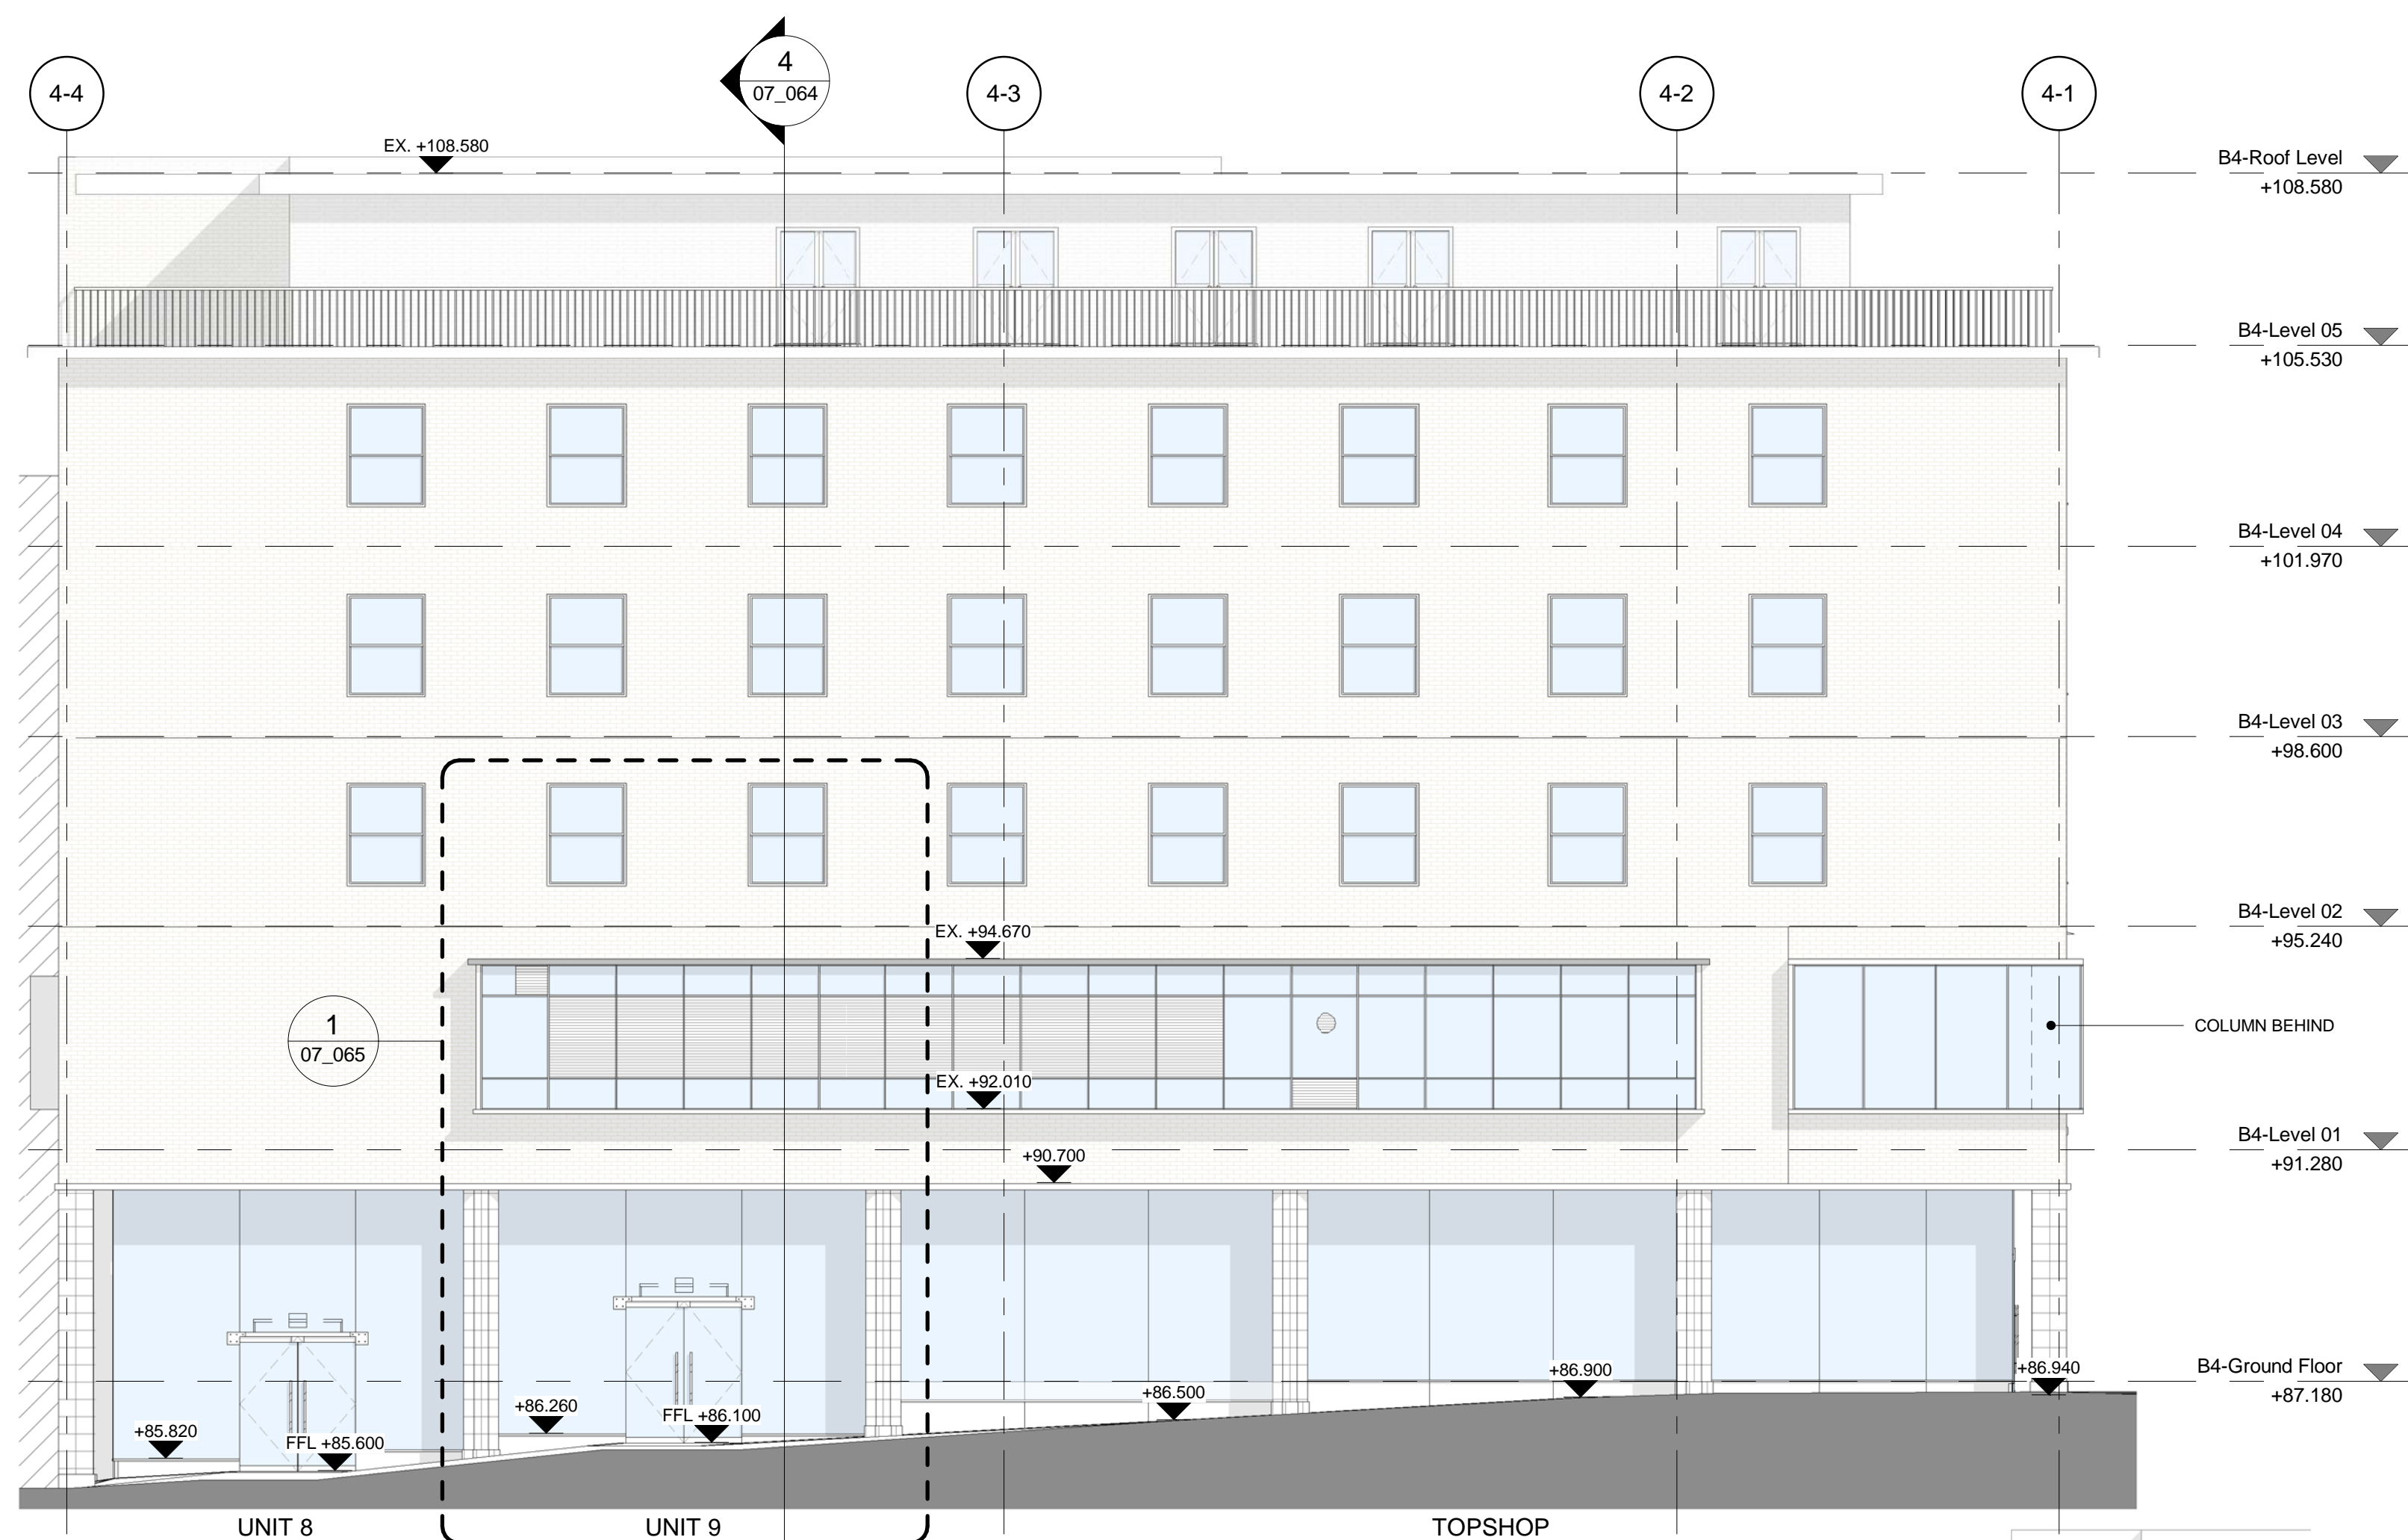 4
07_064
4-4
4-3
4-2
4-1
EX. +108.580
B4-Roof Level
+108.580
B4-Level 05
+105.530
B4-Level 04
+101.970
B4-Level 03
+98.600
B4-Level 02
+95.240
EX. +94.670
1
07_065
COLUMN BEHIND
EX. +92.010
B4-Level 01
+91.280
+90.700
B4-Ground Floor
+87.180
+86.940
+86.900
+86.500
+86.260
FFL +86.100
+85.820
FFL +85.600
UNIT 8
UNIT 9
TOPSHOP